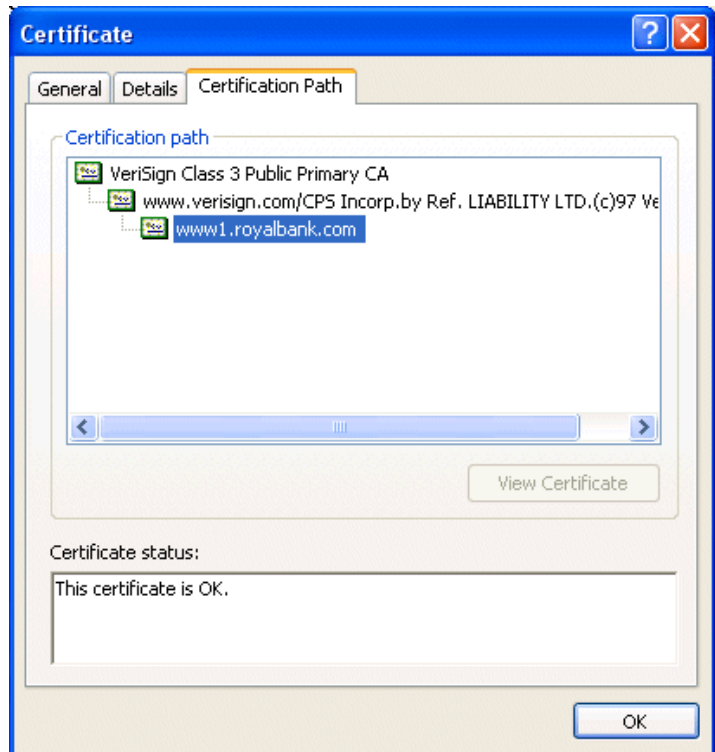 Certificate
General Details Certification Path
Certification path
VeriSign Class 3 Public Primary CA
www.verisign.com/CPS Incorp.by Ref. LIABILITY LTD.(c)97 Ve
www1.royalbank.com
View Certificate
Certificate status:
This certificate is OK.
OK